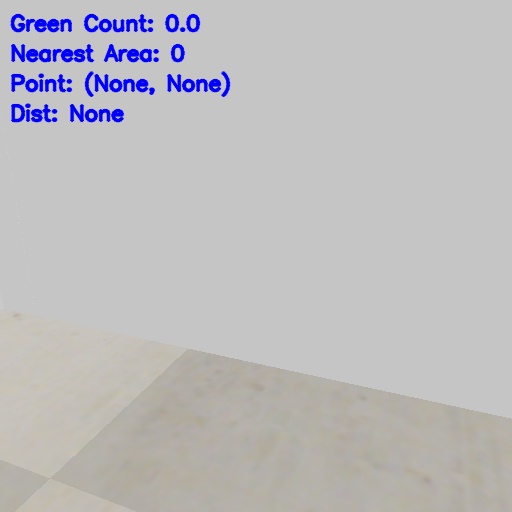 Green Count: 0.0
Nearest Area: 0
Point: (None, None)
Dist: None